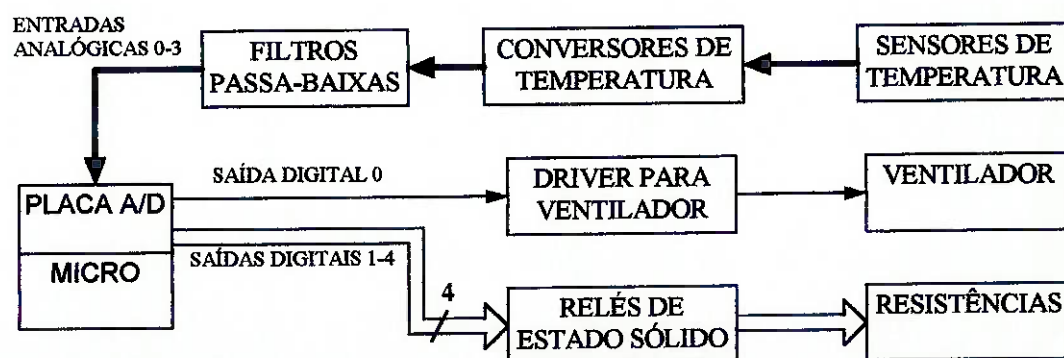 ENTRADAS
ANALÓGICAS 0-3
FILTROS
PASSA-BAIXAS
CONVERSORES DE
TEMPERATURA
SENSORES DE
TEMPERATURA
PLACA A/D
MICRO
SAÍDA DIGITAL 0
DRIVER PARA
VENTILADOR
VENTILADOR
SAÍDAS DIGITAIS 1-4
4
RELÉS DE
ESTADO SÓLIDO
RESISTÊNCIAS